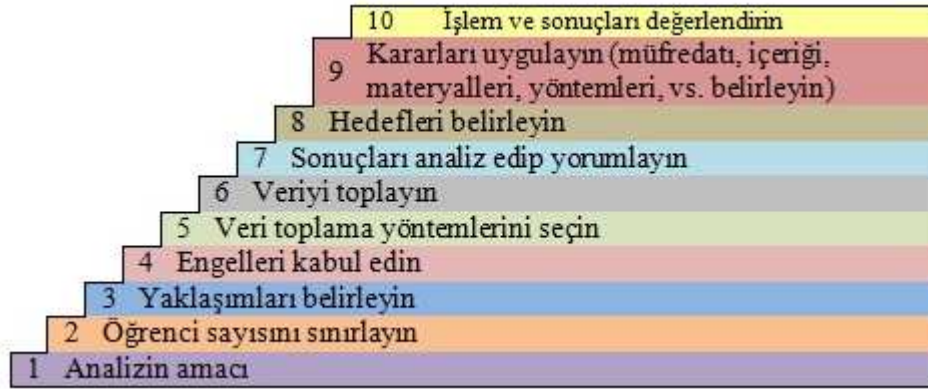 10 İşlem ve sonuçları değerlendirin
9 Kararları uygulayın (müfredatı, içeriği,
materyalleri, yöntemleri, vs. belirleyin)
8 Hedefleri belirleyin
7 Sonuçları analiz edip yorumlayın
6 Veriyi toplayın
5 Veri toplama yöntemlerini seçin
4 Engelleri kabul edin
3 Yaklaşımları belirleyin
2 Öğrenci sayısını sınırlayın
1 Analizin amacı